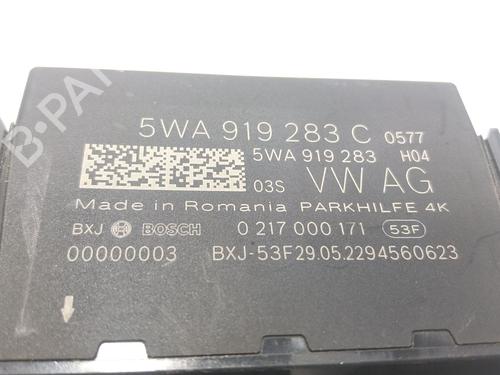 5WA 919 283 C 0577
5WA 919 283 H04
03S VW AG
Made in Romania PARKHILFE 4K
BXJ BOSCH 0 217 000 171 53F
00000003 BXJ-53F29.05.2294560623
B-PARTS